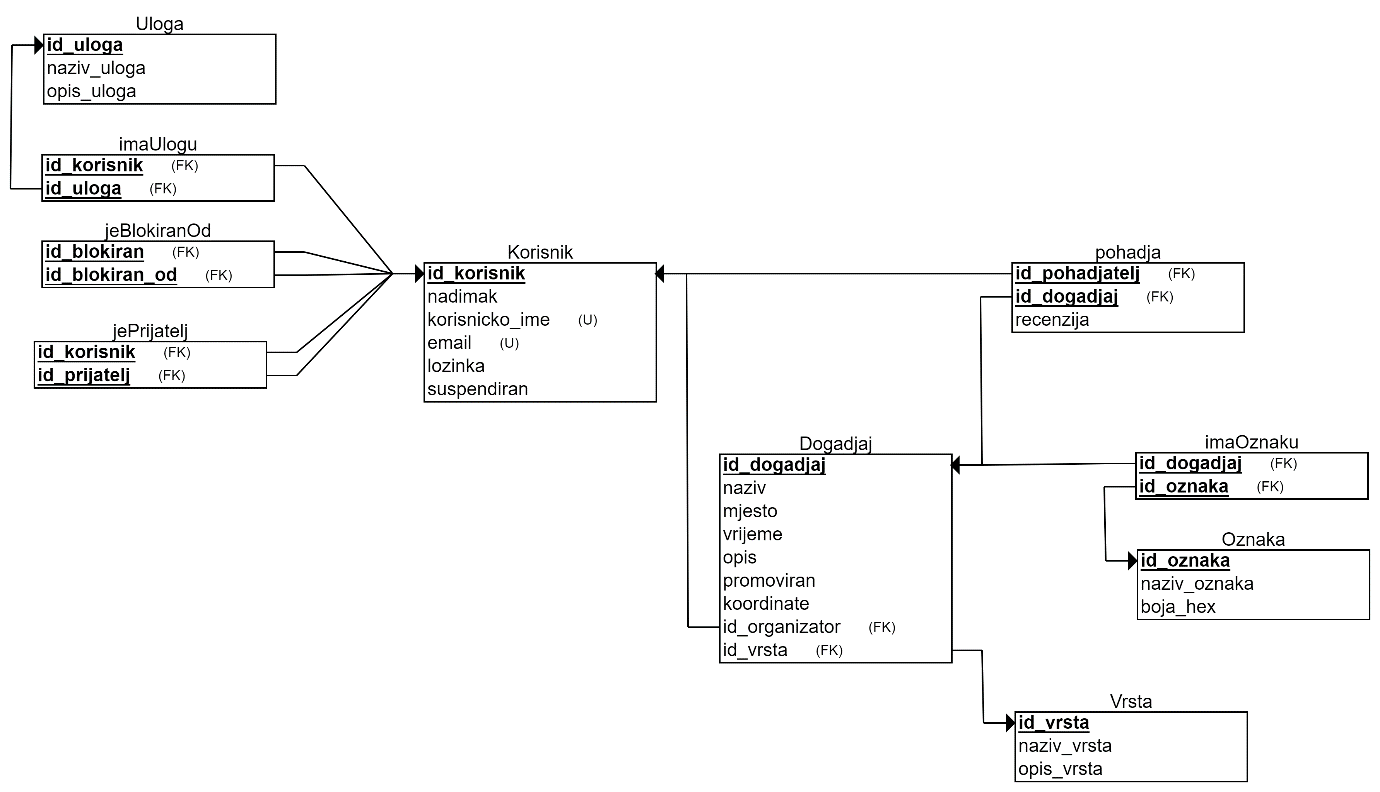 Uloga
id_uloga
naziv_uloga
opis_uloga
imaUlogu
id_korisnik (FK)
id_uloga (FK)
jeBlokiranOd
id_blokiran (FK)
id_blokiran_od (FK)
jePrijatelj
id_korisnik (FK)
id_prijatelj (FK)
Korisnik
id_korisnik
nadimak
korisnicko_ime (U)
email (U)
lozinka
suspendiran
pohadja
id_pohadjatelj (FK)
id_dogadjaj (FK)
recenzija
Dogadjaj
id_dogadjaj
naziv
mjesto
vrijeme
opis
promoviran
koordinate
id_organizator (FK)
id_vrsta (FK)
imaOznaku
id_dogadjaj (FK)
id_oznaka (FK)
Oznaka
id_oznaka
naziv_oznaka
boja_hex
Vrsta
id_vrsta
naziv_vrsta
opis_vrsta